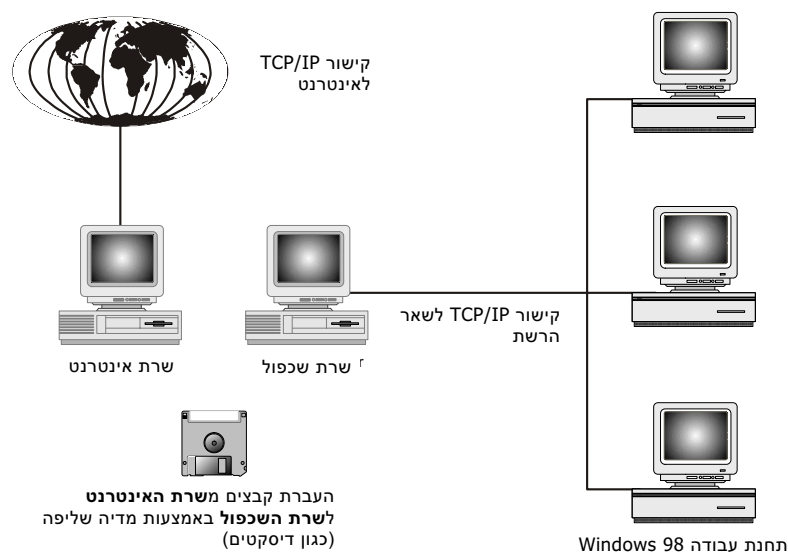 קישור TCP/IP
לאינטרנט
קישור TCP/IP לשאר
הרשת
שרת אינטרנט
שרת שכפול
העברת קבצים משרת האינטרנט
לשרת השכפול באמצעות מדיה שליפה
(כגון דיסקטים)
תחנת עבודה Windows 98